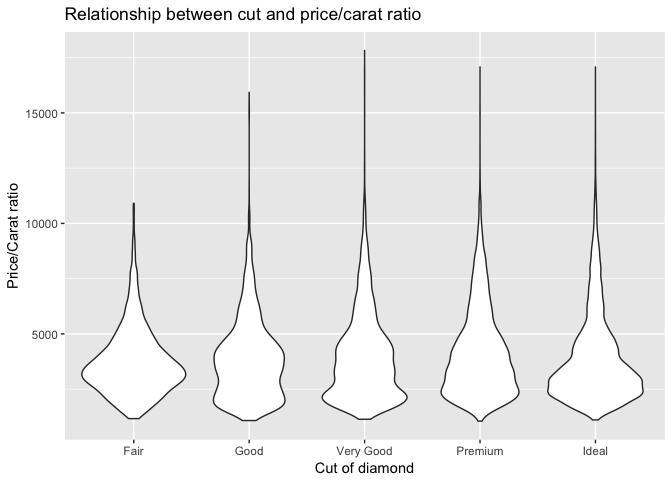 Relationship between cut and price/carat ratio
15000
10000
5000
Price/Carat ratio
Fair Good Very Good Premium Ideal
Cut of diamond